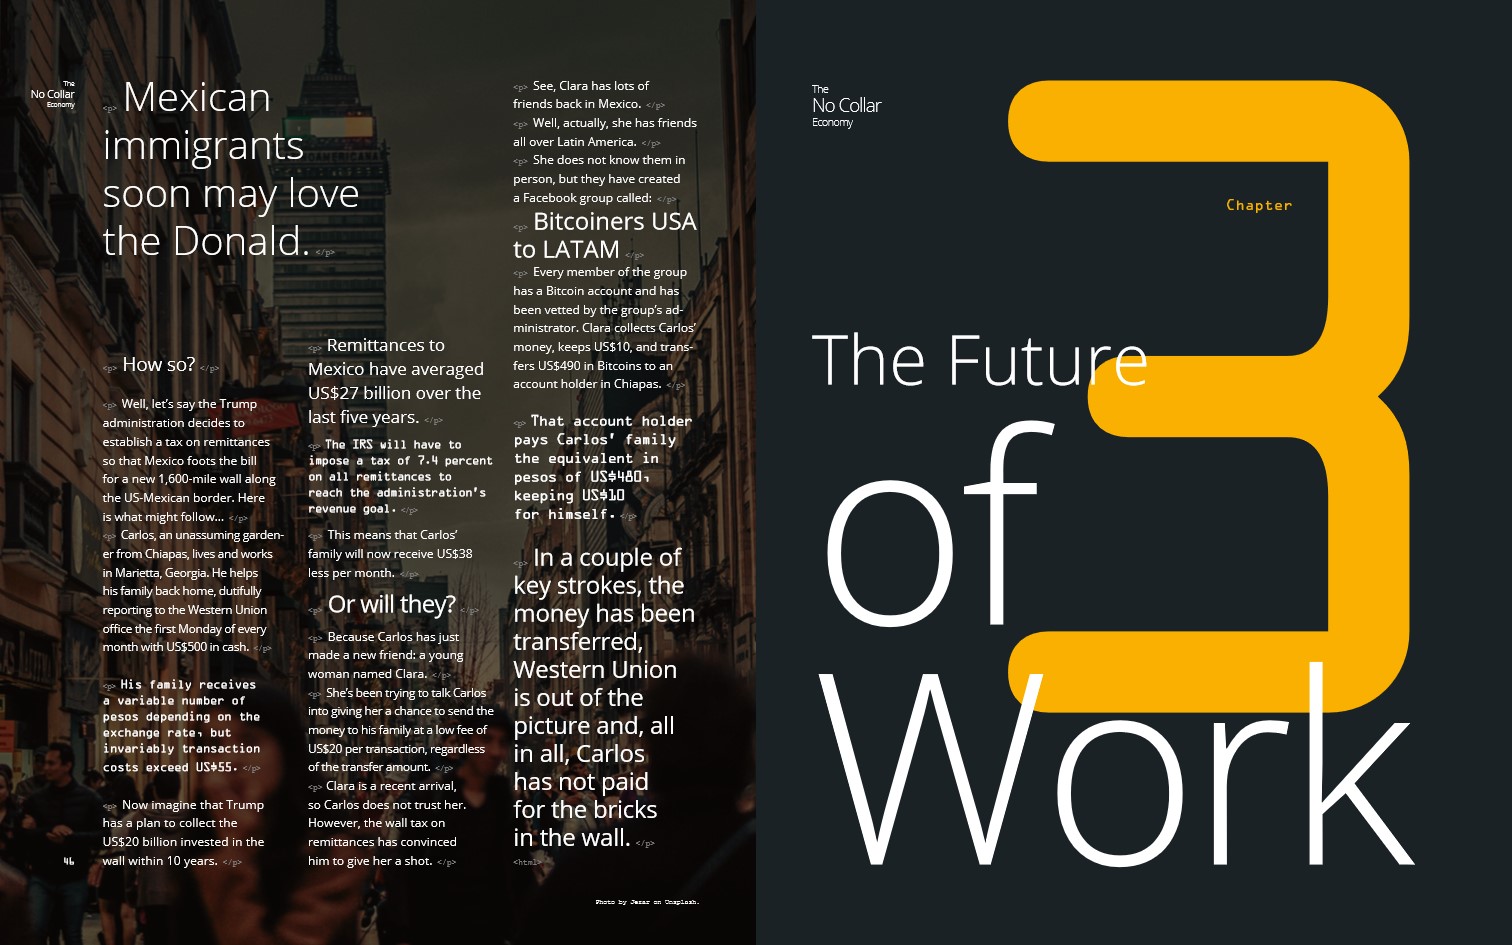 The
No Collar
Economy
<p> Mexican
immigrants
soon may love
the Donald. </p>
<p> How so? </p>
<p> Well, let’s say the Trump
administration decides to
establish a tax on remittances
so that Mexico foots the bill
for a new 1,600-mile wall along
the US-Mexican border. Here
is what might follow... </p>
<p> Carlos, an unassuming garden-
er from Chiapas, lives and works
in Marietta, Georgia. He helps
his family back home, dutifully
reporting to the Western Union
office the first Monday of every
month with US$500 in cash. </p>
<p> His family receives
a variable number of
pesos depending on the
exchange rate, but
invariably transaction
costs exceed US$55. </p>
<p> Now imagine that Trump
has a plan to collect the
US$20 billion invested in the
wall within 10 years. </p>
46
<p> Remittances to
Mexico have averaged
US$27 billion over the
last five years. </p>
<p> The IRS will have to
impose a tax of 7.4 percent
on all remittances to
reach the administration’s
revenue goal. </p>
<p> This means that Carlos’
family will now receive US$38
less per month. </p>
<p> Or will they? </p>
<p> Because Carlos has just
made a new friend: a young
woman named Clara. </p>
<p> She’s been trying to talk Carlos
into giving her a chance to send the
money to his family at a low fee of
US$20 per transaction, regardless
of the transfer amount. </p>
<p> Clara is a recent arrival,
so Carlos does not trust her.
However, the wall tax on
remittances has convinced
him to give her a shot. </p>
<p> See, Clara has lots of
friends back in Mexico. </p>
<p> Well, actually, she has friends
all over Latin America. </p>
<p> She does not know them in
person, but they have created
a Facebook group called: </p>
<p> Bitcoiners USA
to LATAM </p>
<p> Every member of the group
has a Bitcoin account and has
been vetted by the group’s ad-
ministrator. Clara collects Carlos’
money, keeps US$10, and trans-
fers US$490 in Bitcoins to an
account holder in Chiapas. </p>
<p> That account holder
pays Carlos’ family
the equivalent in
pesos of US$480,
keeping US$10
for himself. </p>
<p> In a couple of
key strokes, the
money has been
transferred,
Western Union
is out of the
picture and, all
in all, Carlos
has not paid
for the bricks
in the wall. </p>
<html>
Photo by Jezar on Unsplash.
The
No Collar
Economy
Chapter
3
The Future
of
Work